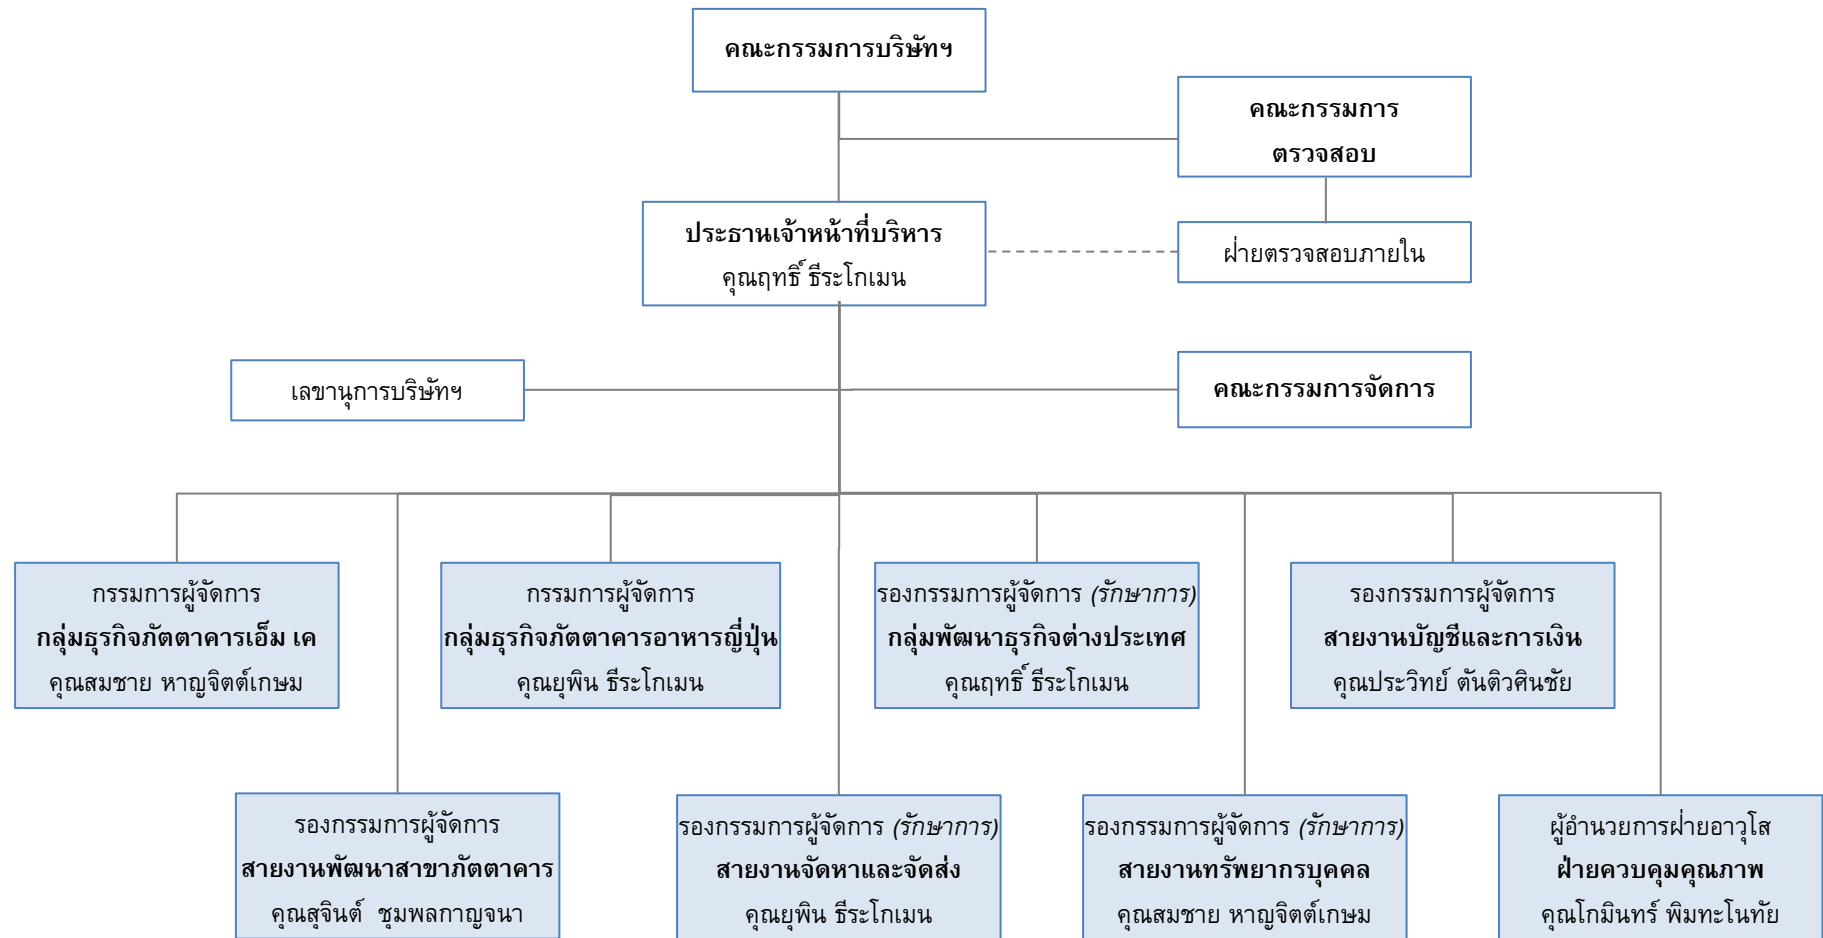 คณะกรรมการบริษัทฯ
คณะกรรมการ
ตรวจสอบ
ประธานเจ้าหน้าที่บริหาร
คุณฤทธิ์ ธีระโกเมน
ฝ่ายตรวจสอบภายใน
เลขานุการบริษัทฯ
คณะกรรมการจัดการ
กรรมการผู้จัดการ
กลุ่มธุรกิจภัตตาคารเอ็ม เค
คุณสมชาย หาญจิตต์เกษม
กรรมการผู้จัดการ
กลุ่มธุรกิจภัตตาคารอาหารญี่ปุ่น
คุณยุพิน ธีระโกเมน
รองกรรมการผู้จัดการ (รักษาการ)
กลุ่มพัฒนาธุรกิจต่างประเทศ
คุณฤทธิ์ ธีระโกเมน
รองกรรมการผู้จัดการ
สายงานบัญชีและการเงิน
คุณประวิทย์ ตันติวศินชัย
รองกรรมการผู้จัดการ
สายงานพัฒนาสาขาภัตตาคาร
คุณสุจินต์ ชุมพลกาญจนา
รองกรรมการผู้จัดการ (รักษาการ)
สายงานจัดหาและจัดส่ง
คุณยุพิน ธีระโกเมน
รองกรรมการผู้จัดการ (รักษาการ)
สายงานทรัพยากรบุคคล
คุณสมชาย หาญจิตต์เกษม
ผู้อำนวยการฝ่ายอาวุโส
ฝ่ายควบคุมคุณภาพ
คุณโกมินทร์ พิมทะโนทัย